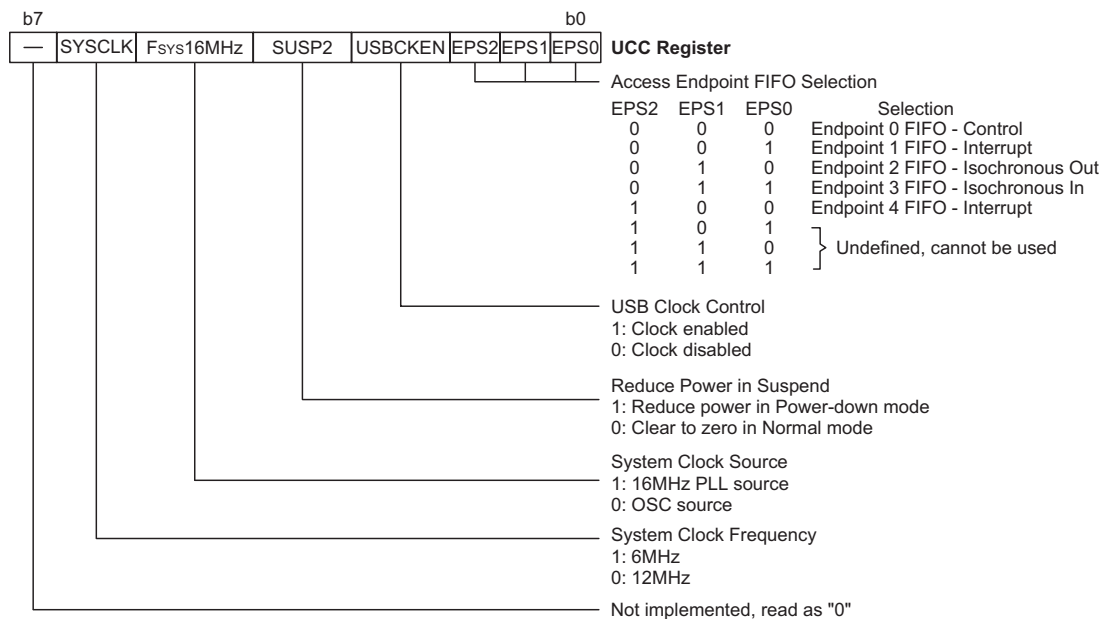 b7 b0
— SYSCLK FSYS16MHz SUSP2 USBCKEN EPS2 EPS1 EPS0 UCC Register
Access Endpoint FIFO Selection
EPS2 EPS1 EPS0 Selection
0 0 0 Endpoint 0 FIFO - Control
0 0 1 Endpoint 1 FIFO - Interrupt
0 1 0 Endpoint 2 FIFO - Isochronous Out
0 1 1 Endpoint 3 FIFO - Isochronous In
1 0 0 Endpoint 4 FIFO - Interrupt
1 0 1
1 1 0 Undefined, cannot be used
1 1 1
USB Clock Control
1: Clock enabled
0: Clock disabled
Reduce Power in Suspend
1: Reduce power in Power-down mode
0: Clear to zero in Normal mode
System Clock Source
1: 16MHz PLL source
0: OSC source
System Clock Frequency
1: 6MHz
0: 12MHz
Not implemented, read as "0"